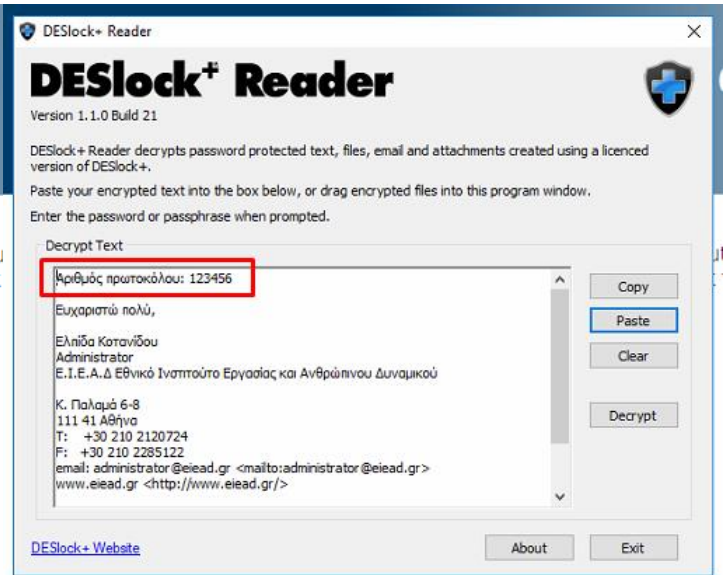 DESlock+ Reader
DESlock+ Reader
Version 1.1.0 Build 21
DESlock+ Reader decrypts password protected text, files, email and attachments created using a licenced
version of DESlock+.
Paste your encrypted text into the box below, or drag encrypted files into this program window.
Enter the password or passphrase when prompted.
Decrypt Text
Αριθμός πρωτοκόλου: 123456
Ευχαριστώ πολύ,
Ελπίδα Κοτανίδου
Administrator
Ε.Ι.Ε.Α.Δ Εθνικό Ινστιτούτο Εργασίας και Ανθρώπινου Δυναμικού
Κ. Παλαμά 6-8
111 41 Αθήνα
T: +30 210 2120724
F: +30 210 2285122
email: administrator@eiead.gr <mailto:administrator@eiead.gr>
www.eiead.gr <http://www.eiead.gr/>
Copy
Paste
Clear
Decrypt
DESlock+ Website
About
Exit